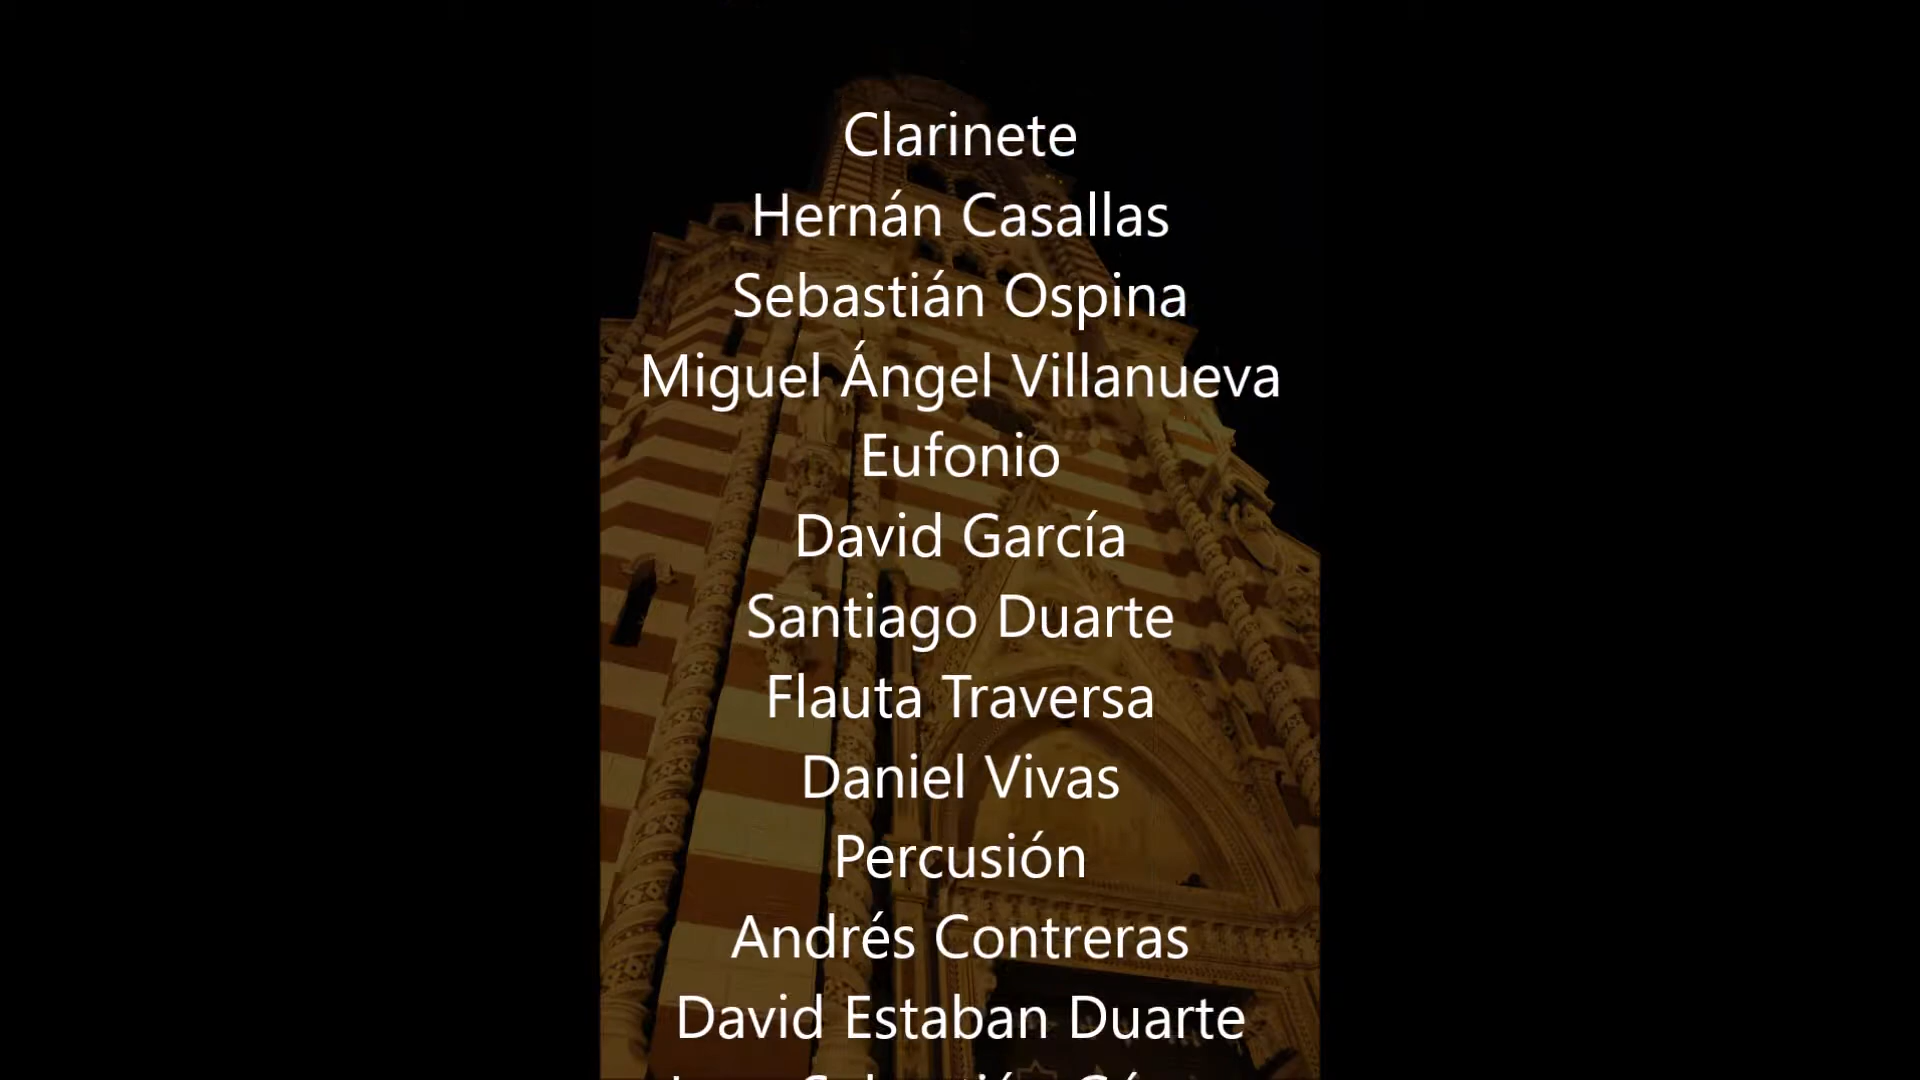 Clarinete
Hernán Casallas
Sebastián Ospina
Miguel Ángel Villanueva
Eufonio
David García
Santiago Duarte
Flauta Traversa
Daniel Vivas
Percusión
Andrés Contreras
David Estaban Duarte